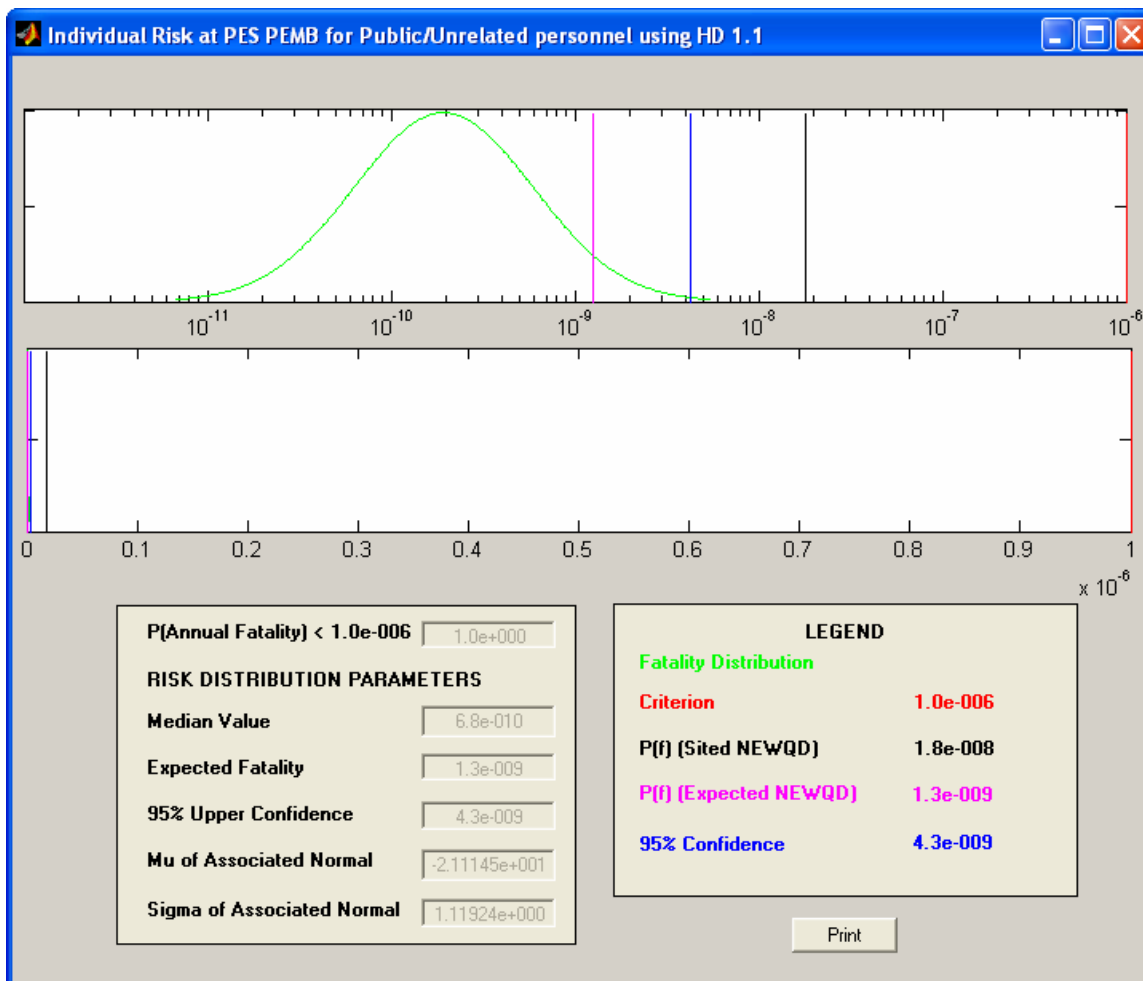 Individual Risk at PES PEMB for Public/Unrelated personnel using HD 1.1
10^-11 10^-10 10^-9 10^-8 10^-7 10^-6
0 0.1 0.2 0.3 0.4 0.5 0.6 0.7 0.8 0.9 1
x 10^-6
P(Annual Fatality) < 1.0e-006 1.0e+000
RISK DISTRIBUTION PARAMETERS
Median Value 6.8e-010
Expected Fatality 1.3e-009
95% Upper Confidence 4.3e-009
Mu of Associated Normal -2.11145e+001
Sigma of Associated Normal 1.11924e+000
LEGEND
Fatality Distribution
Criterion 1.0e-006
P(f) (Sited NEWQD) 1.8e-008
P(f) (Expected NEWQD) 1.3e-009
95% Confidence 4.3e-009
Print